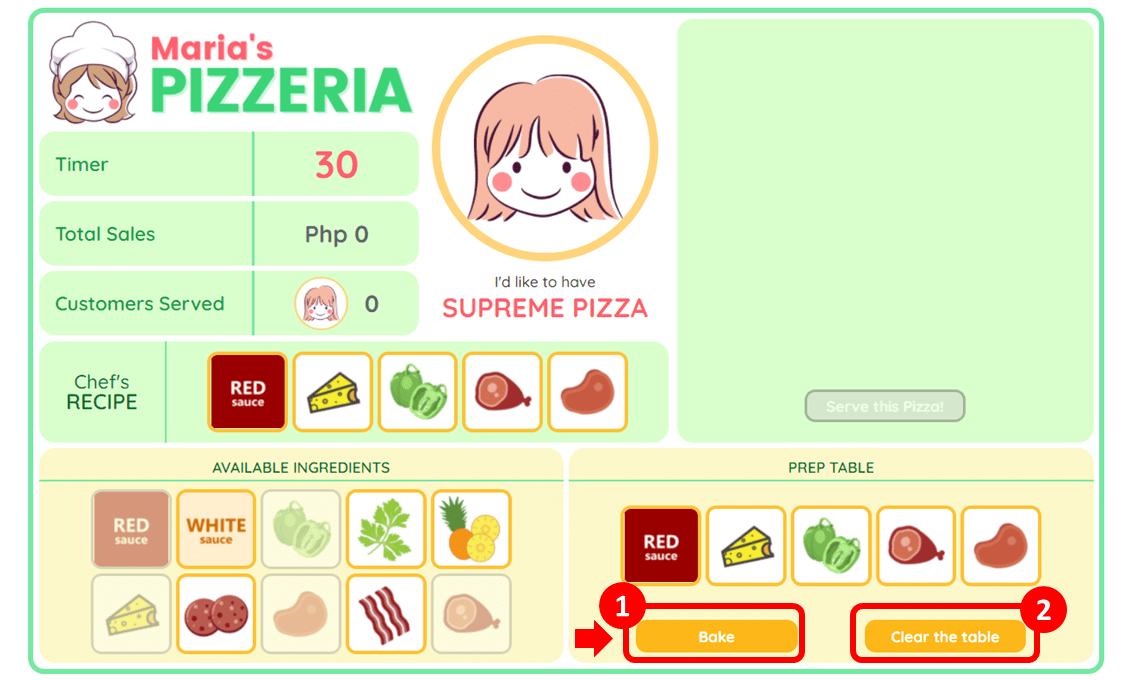 Maria's
PIZZERIA
Timer
30
Total Sales
Php 0
Customers Served
0
I'd like to have
SUPREME PIZZA
Chef's
RECIPE
RED
sauce
Serve this Pizza!
AVAILABLE INGREDIENTS
RED
sauce
WHITE
sauce
PREP TABLE
RED
sauce
1
Bake
2
Clear the table